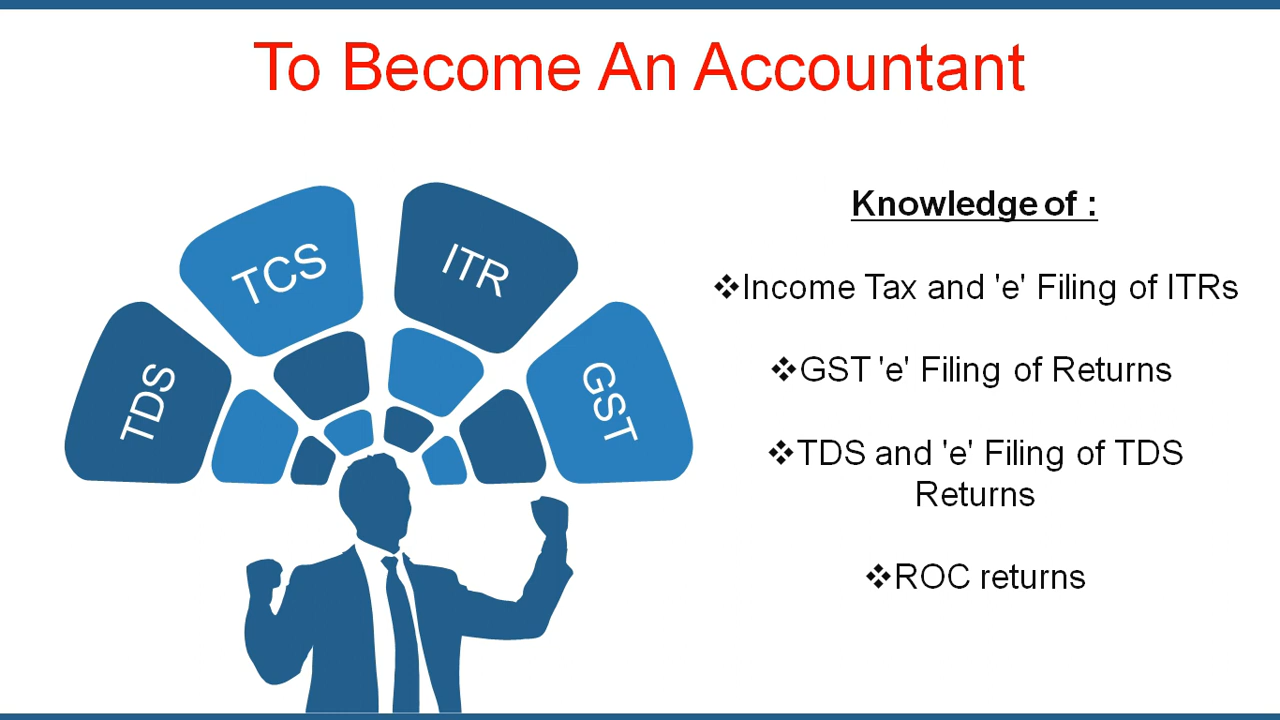 To Become An Accountant
TCS
ITR
TDS
GST
Knowledge of :
❖Income Tax and 'e' Filing of ITRs
❖GST 'e' Filing of Returns
❖TDS and 'e' Filing of TDS
Returns
❖ROC returns